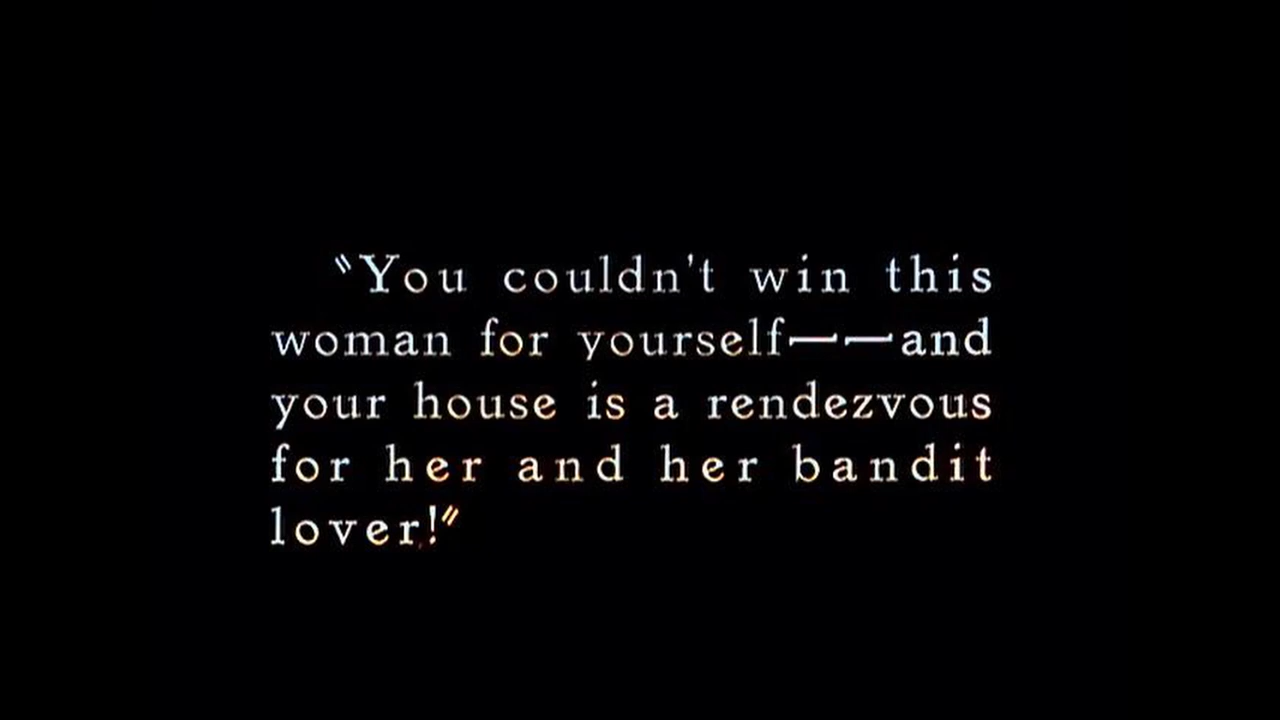 "You couldn't win this
woman for yourself——and
your house is a rendezvous
for her and her bandit
lover!"